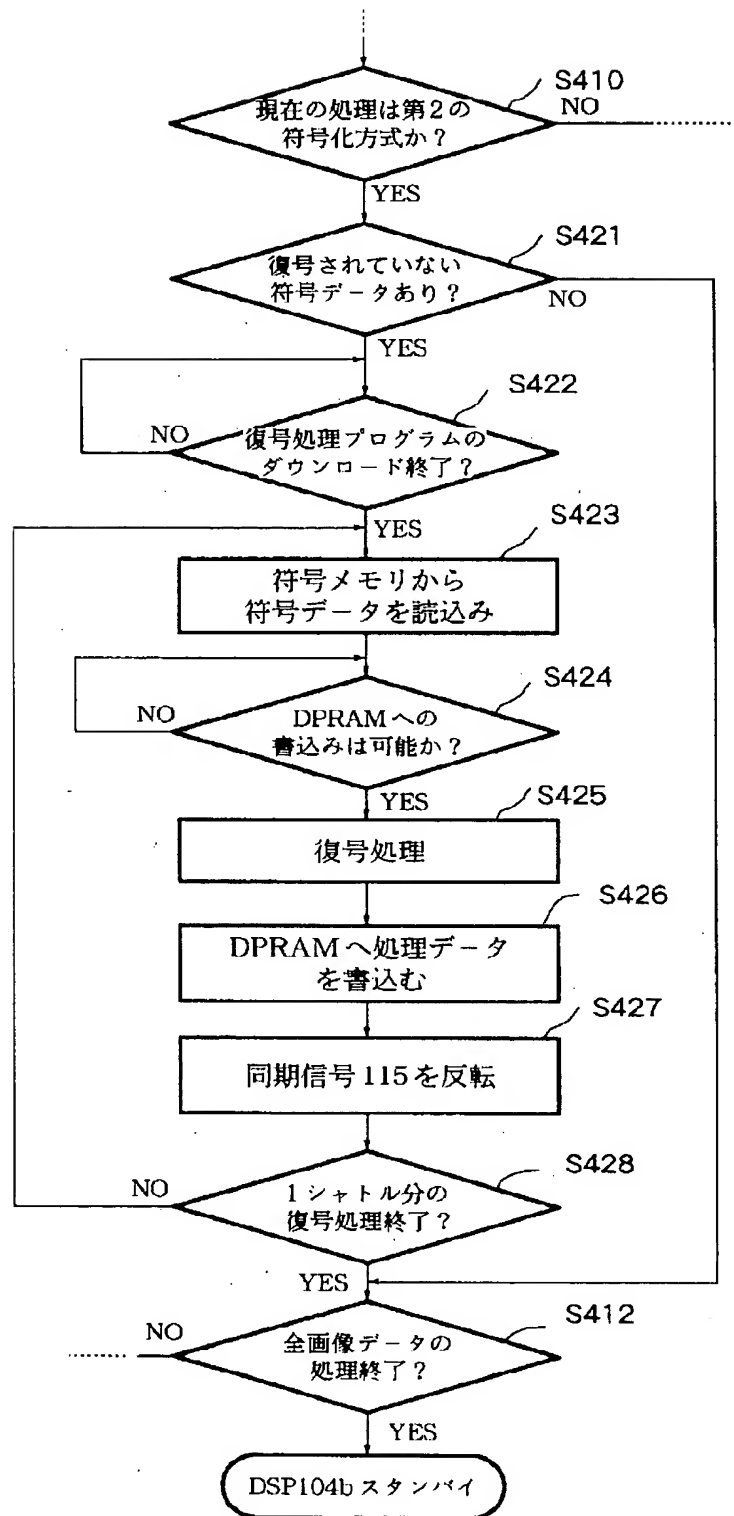 S410
現在の処理は第2の
符号化方式か？
NO
YES
S421
復号されていない
符号データあり？
NO
YES
S422
NO
復号処理プログラムの
ダウンロード終了？
YES
S423
符号メモリから
符号データを読込み
S424
NO
DPRAMへの
書込みは可能か？
YES
S425
復号処理
S426
DPRAMへ処理データ
を書込む
S427
同期信号115を反転
S428
NO
1シャトル分の
復号処理終了？
YES
S412
NO
全画像データの
処理終了？
YES
DSP104bスタンバイ